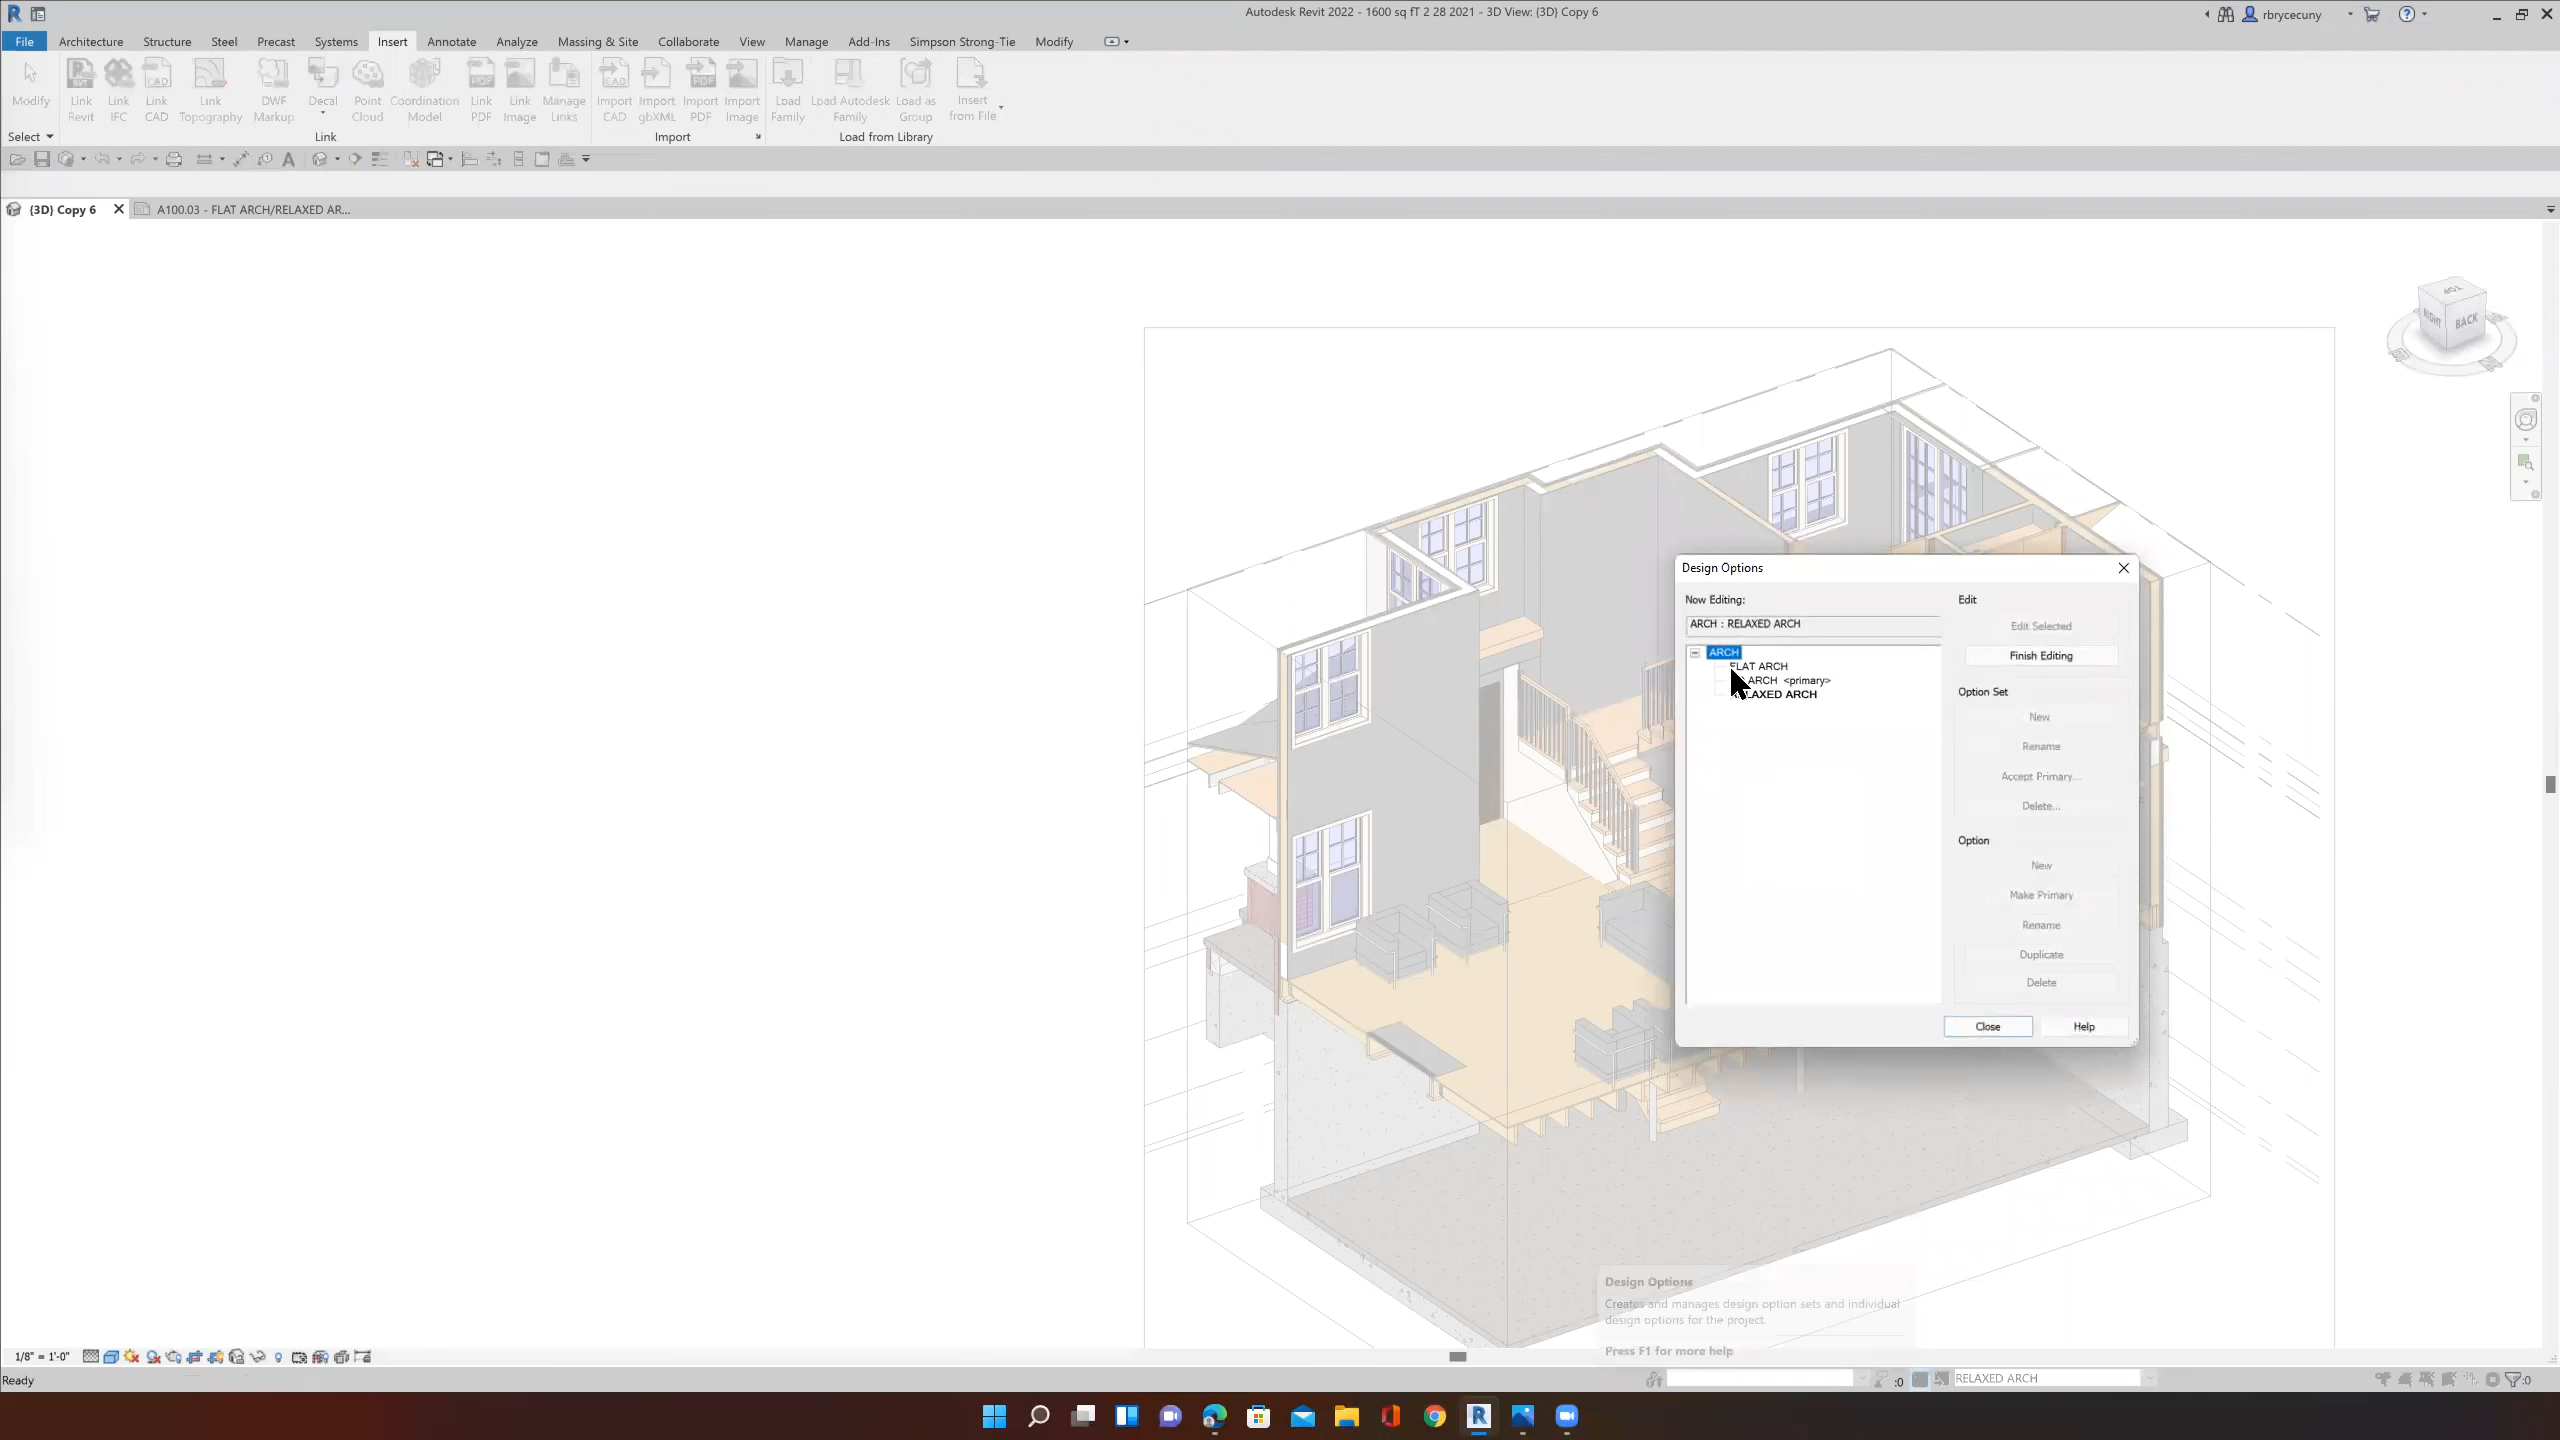 Autodesk Revit 2022 - 1600 sq fT 2 28 2021 - 3D View: {3D} Copy 6
rbrycecuny
File Architecture Structure Steel Precast Systems Insert Annotate Analyze Massing & Site Collaborate View Manage Add-Ins Simpson Strong-Tie Modify
Modify
Link Revit
Link IFC
Link CAD
Link Topography
DWF Markup
Decal
Point Cloud
Coordination Model
Link PDF
Link Image
Manage Links
Import CAD
Import gbXML
Import PDF
Import Image
Load Family
Load Autodesk Family
Load as Group
Insert from File
Select
Link
Import
Load from Library
{3D} Copy 6
A100.03 - FLAT ARCH/RELAXED AR...
TOP
RIGHT
BACK
Design Options
Now Editing:
ARCH : RELAXED ARCH
ARCH
FLAT ARCH
ARCH <primary>
LAXED ARCH
Edit
Edit Selected
Finish Editing
Option Set
New
Rename
Accept Primary...
Delete...
Option
New
Make Primary
Rename
Duplicate
Delete
Close
Help
Design Options
Creates and manages design option sets and individual
design options for the project.
Press F1 for more help
1/8" = 1'-0"
Ready
:0
RELAXED ARCH
:0